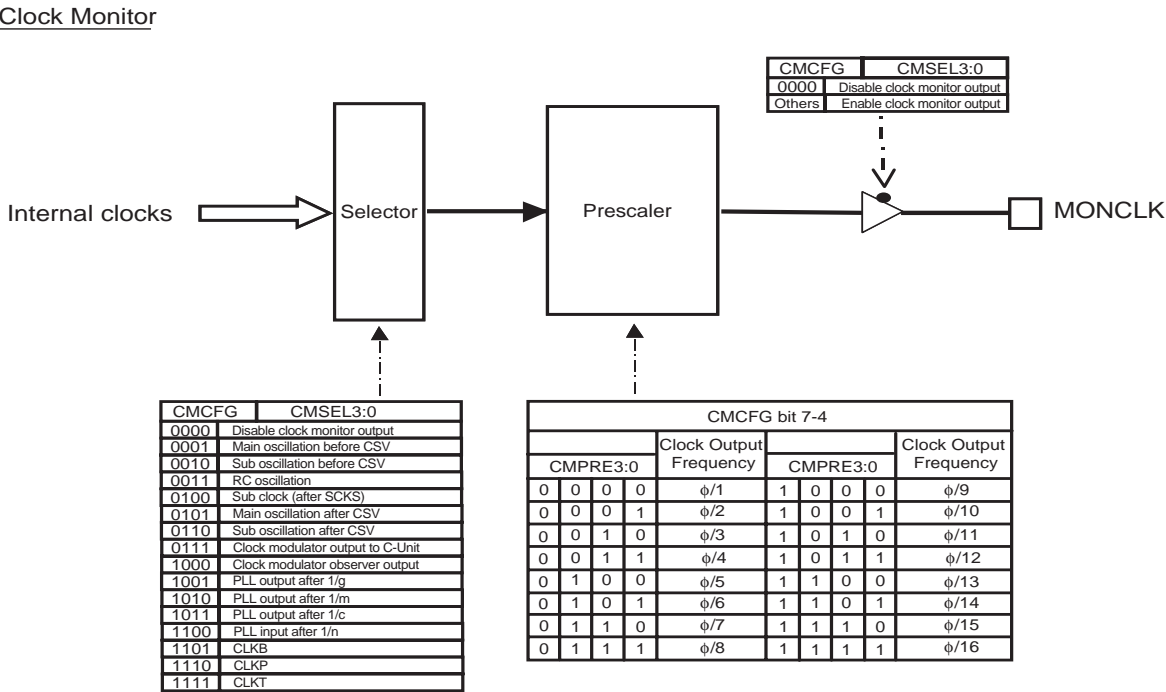 Clock Monitor
CMCFG CMSEL3:0
0000 Disable clock monitor output
Others Enable clock monitor output
Internal clocks
Selector
Prescaler
MONCLK
CMCFG CMSEL3:0
0000 Disable clock monitor output
0001 Main oscillation before CSV
0010 Sub oscillation before CSV
0011 RC oscillation
0100 Sub clock (after SCKS)
0101 Main oscillation after CSV
0110 Sub oscillation after CSV
0111 Clock modulator output to C-Unit
1000 Clock modulator observer output
1001 PLL output after 1/g
1010 PLL output after 1/m
1011 PLL output after 1/c
1100 PLL input after 1/n
1101 CLKB
1110 CLKP
1111 CLKT
CMCFG bit 7-4
CMPRE3:0 Clock Output Frequency CMPRE3:0 Clock Output Frequency
0 0 0 0 ϕ/1 1 0 0 0 ϕ/9
0 0 0 1 ϕ/2 1 0 0 1 ϕ/10
0 0 1 0 ϕ/3 1 0 1 0 ϕ/11
0 0 1 1 ϕ/4 1 0 1 1 ϕ/12
0 1 0 0 ϕ/5 1 1 0 0 ϕ/13
0 1 0 1 ϕ/6 1 1 0 1 ϕ/14
0 1 1 0 ϕ/7 1 1 1 0 ϕ/15
0 1 1 1 ϕ/8 1 1 1 1 ϕ/16